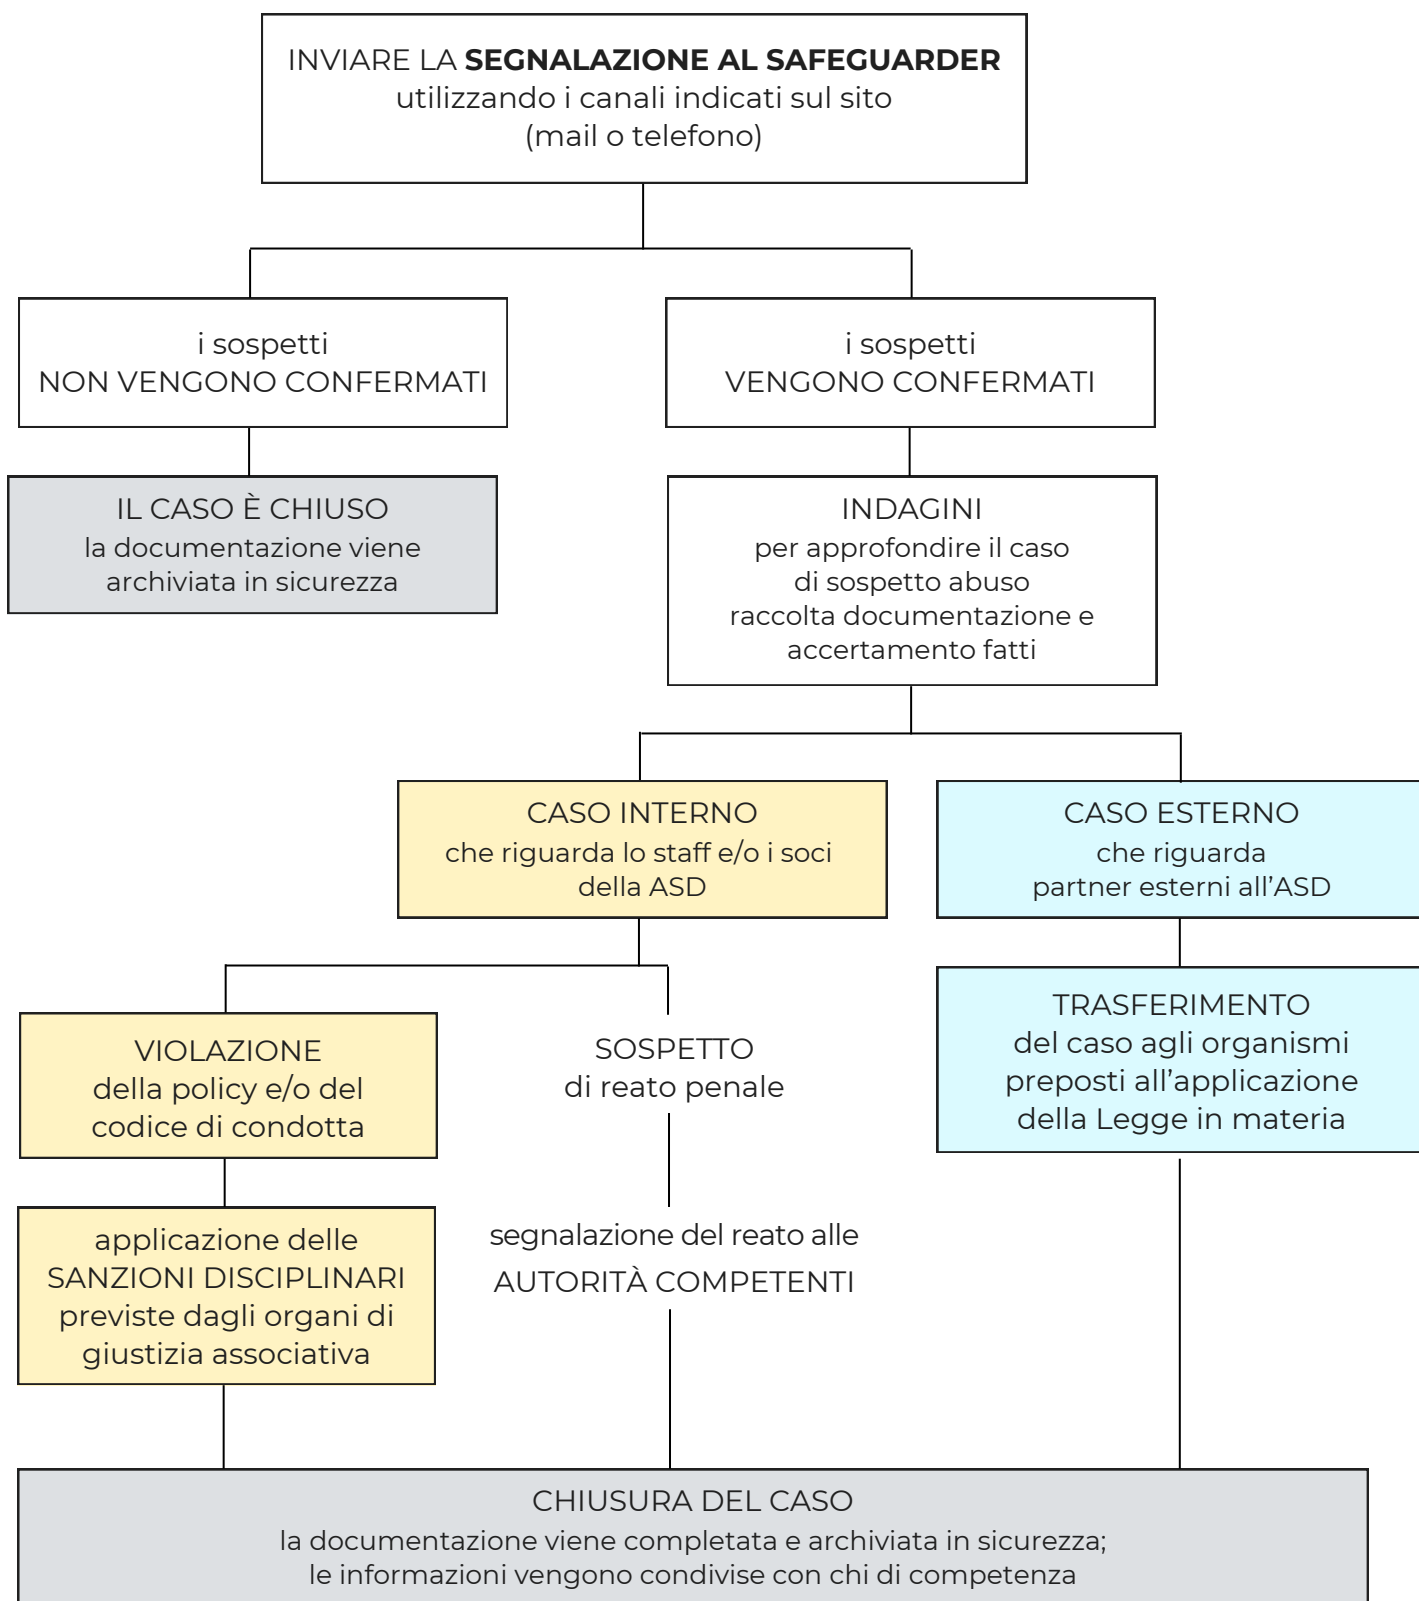 INVIARE LA SEGNALAZIONE AL SAFEGUARDER
utilizzando i canali indicati sul sito
(mail o telefono)
i sospetti
NON VENGONO CONFERMATI
i sospetti
VENGONO CONFERMATI
IL CASO È CHIUSO
la documentazione viene
archiviata in sicurezza
INDAGINI
per approfondire il caso
di sospetto abuso
raccolta documentazione e
accertamento fatti
CASO INTERNO
che riguarda lo staff e/o i soci
della ASD
CASO ESTERNO
che riguarda
partner esterni all’ASD
VIOLAZIONE
della policy e/o del
codice di condotta
SOSPETTO
di reato penale
TRASFERIMENTO
del caso agli organismi
preposti all’applicazione
della Legge in materia
applicazione delle
SANZIONI DISCIPLINARI
previste dagli organi di
giustizia associativa
segnalazione del reato alle
AUTORITÀ COMPETENTI
CHIUSURA DEL CASO
la documentazione viene completata e archiviata in sicurezza;
le informazioni vengono condivise con chi di competenza